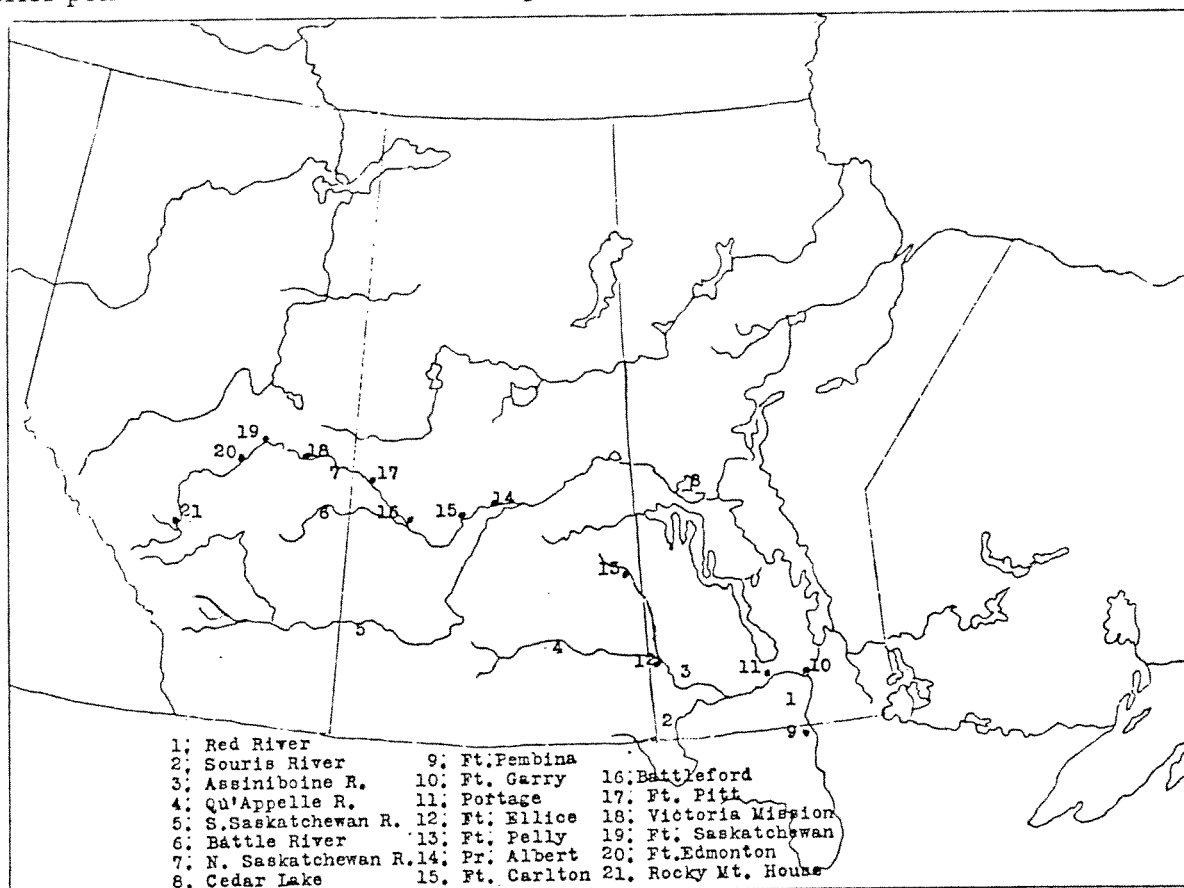 19
20
18
7
17
21
6
16
15
14
8
13
5
4
12
3
11
10
1
2
9
1: Red River
2: Souris River
3: Assiniboine R.
4: Qu'Appelle R.
5: S.Saskatchewan R.
6: Battle River
7: N. Saskatchewan R.
8. Cedar Lake
9: Ft.Pembina
10: Ft. Garry
11: Portage
12: Ft. Ellice
13: Ft. Pelly
14: Pr. Albert
15. Ft. Carlton
16:Battleford
17: Ft. Pitt
18: Victoria Mission
19: Ft. Saskatchewan
20: Ft.Edmonton
21. Rocky Mt. House